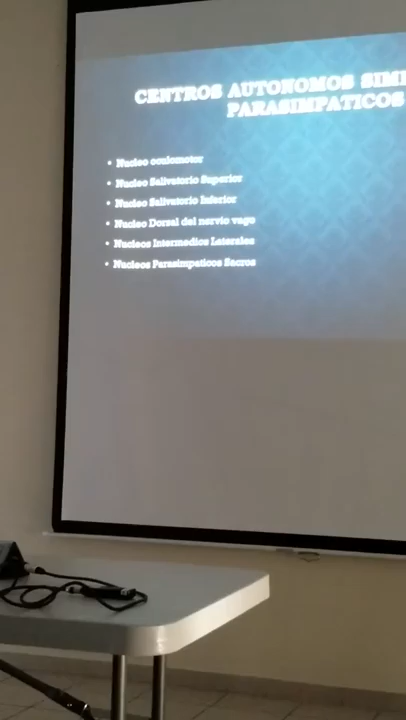 CENTROS AUTONOMOS SIM
PARASIMPATICOS
• Nucleo oculomotor
• Nucleo Salivatorio Superior
• Nucleo Salivatorio Inferior
• Nucleo Dorsal del nervio vago
• Nucleos Intermedios Laterales
• Nucleos Parasimpaticos Sacros